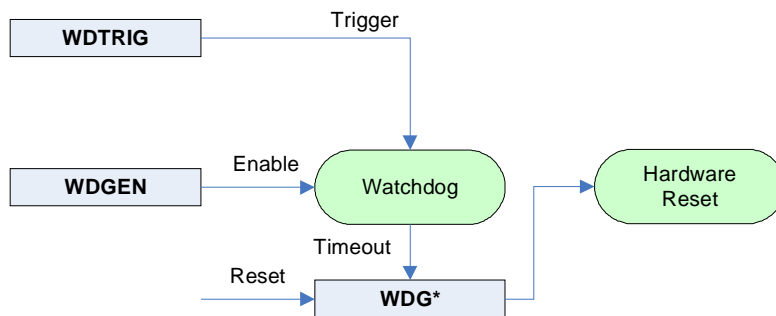 Trigger
WDTRIG
Enable
WDGEN
Watchdog
Hardware
Reset
Timeout
Reset
WDG*